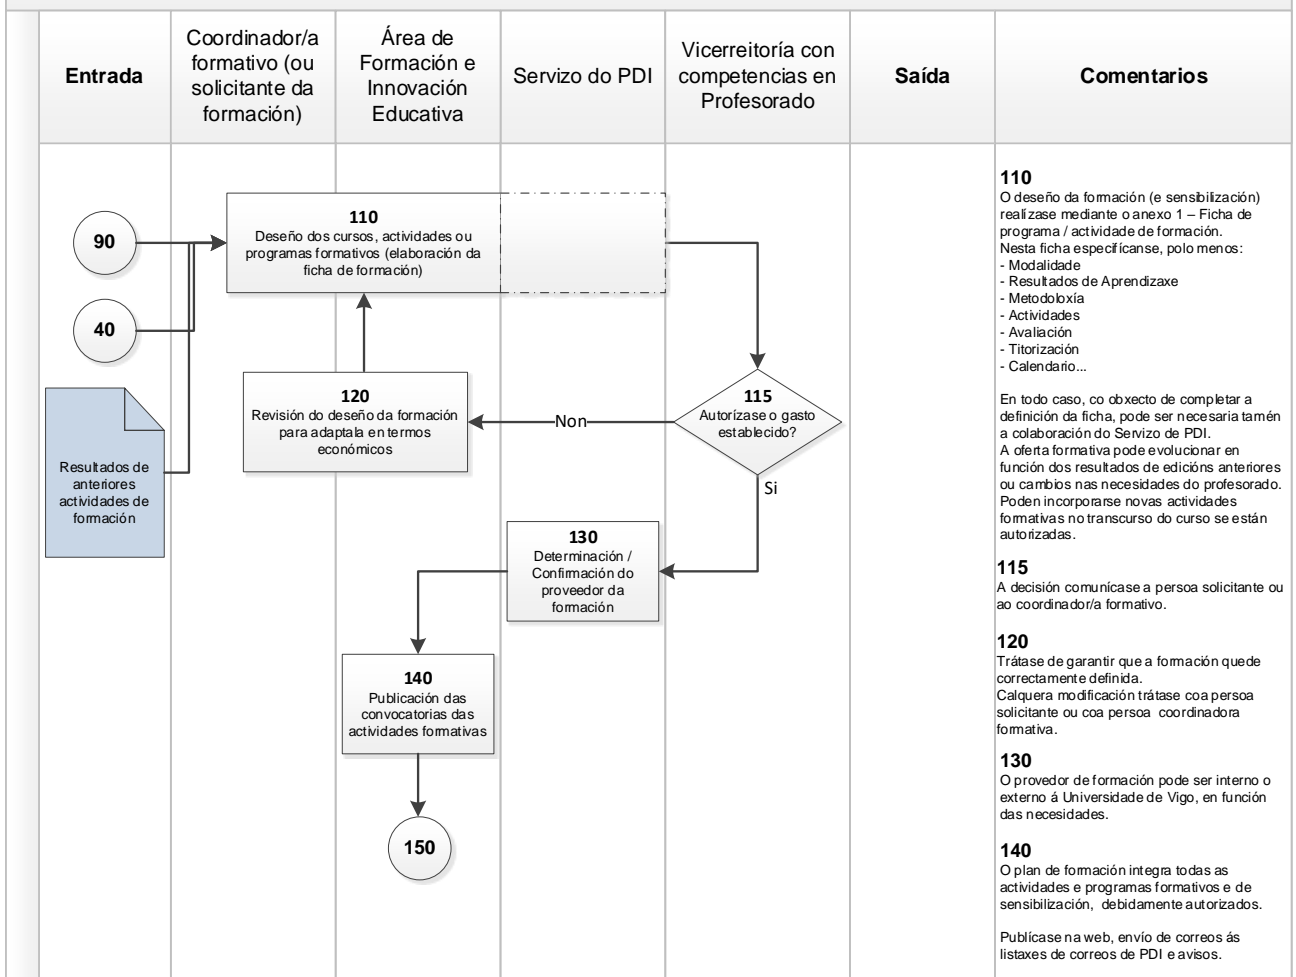 Entrada
Coordinador/a
formativo (ou
solicitante da
formación)
Área de
Formación e
Innovación
Educativa
Servizo do PDI
Vicerreitoría con
competencias en
Profesorado
Saída
Comentarios
90
40
Resultados de
anteriores
actividades de
formación
110
Deseño dos cursos, actividades ou
programas formativos (elaboración da
ficha de formación)
120
Revisión do deseño da formación
para adaptala en termos
económicos
Non
115
Autorízase o gasto
establecido?
Si
130
Determinación /
Confirmación do
proveedor da
formación
140
Publicación das
convocatorias das
actividades formativas
150
110
O deseño da formación (e sensibilización)
realízase mediante o anexo 1 – Ficha de
programa / actividade de formación.
Nesta ficha especifícanse, polo menos:
- Modalidade
- Resultados de Aprendizaxe
- Metodoloxía
- Actividades
- Avaliación
- Titorización
- Calendario...
En todo caso, co obxecto de completar a
definición da ficha, pode ser necesaria tamén
a colaboración do Servizo de PDI.
A oferta formativa pode evolucionar en
función dos resultados de edicións anteriores
ou cambios nas necesidades do profesorado.
Poden incorporarse novas actividades
formativas no transcurso do curso se están
autorizadas.
115
A decisión comunícase a persoa solicitante ou
ao coordinador/a formativo.
120
Trátase de garantir que a formación quede
correctamente definida.
Calquera modificación trátase coa persoa
solicitante ou coa persoa coordinadora
formativa.
130
O provedor de formación pode ser interno o
externo á Universidade de Vigo, en función
das necesidades.
140
O plan de formación integra todas as
actividades e programas formativos e de
sensibilización, debidamente autorizados.
Publícase na web, envío de correos ás
listaxes de correos de PDI e avisos.